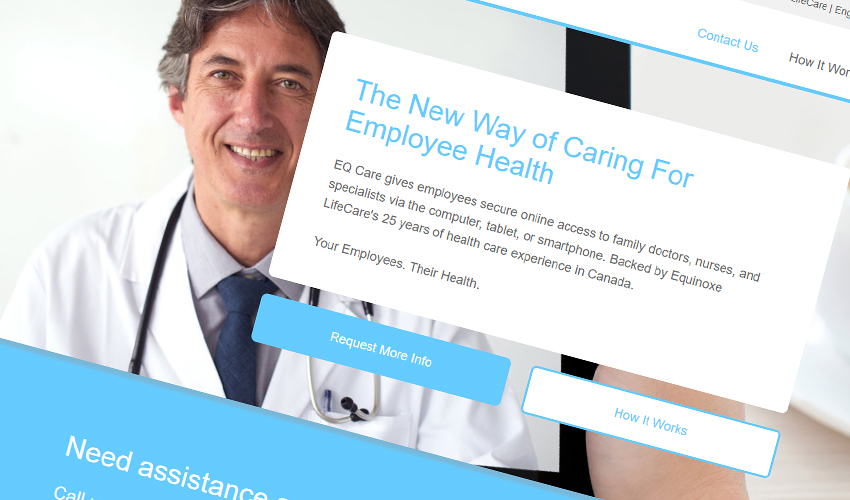 LifeCare | Eng
Contact Us
How It Wor
The New Way of Caring For
Employee Health
EQ Care gives employees secure online access to family doctors, nurses, and
specialists via the computer, tablet, or smartphone. Backed by Equinoxe
LifeCare's 25 years of health care experience in Canada.
Your Employees. Their Health.
Request More Info
How It Works
Need assistance
Call